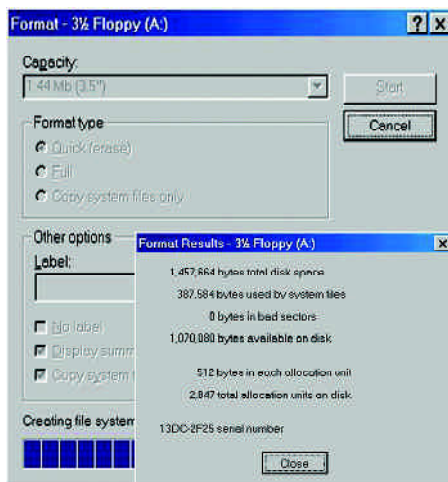 Format - 3½ Floppy (A:)
Capacity:
1.44 Mb (3.5")
Start
Format type
Cancel
Quick (erase)
Full
Copy system files only
Other options
Label:
Format Results - 3½ Floppy (A:)
1,457,664 bytes total disk space
387,584 bytes used by system files
0 bytes in bad sectors
1,070,080 bytes available on disk
512 bytes in each allocation unit
2,847 total allocation units on disk
13DC-2F25 serial number
Close
No label
Display summ
Copy system
Creating file system